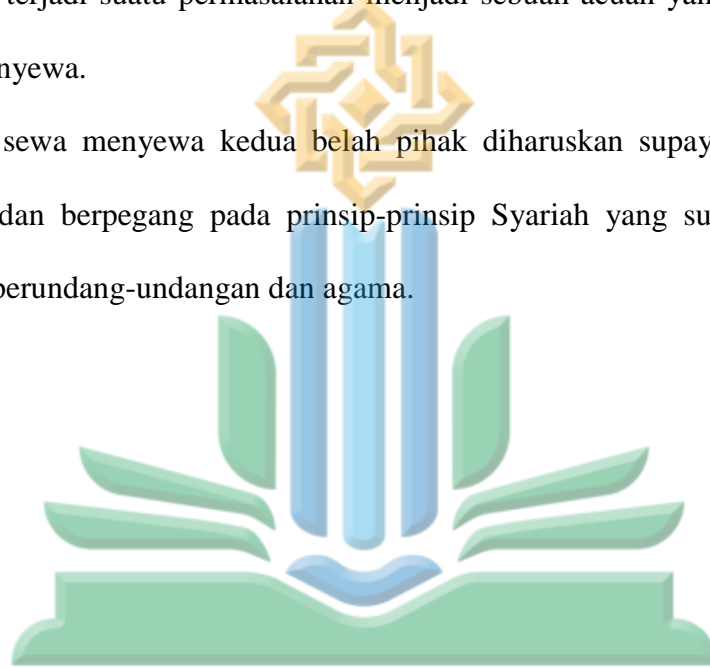 terjadi suatu permasalahan menjadi sebuah acuan
nyewa.
sewa menyewa kedua belah pihak diharuskan
dan berpegang pada prinsip-prinsip Syariah yang
perundang-undangan dan agama.